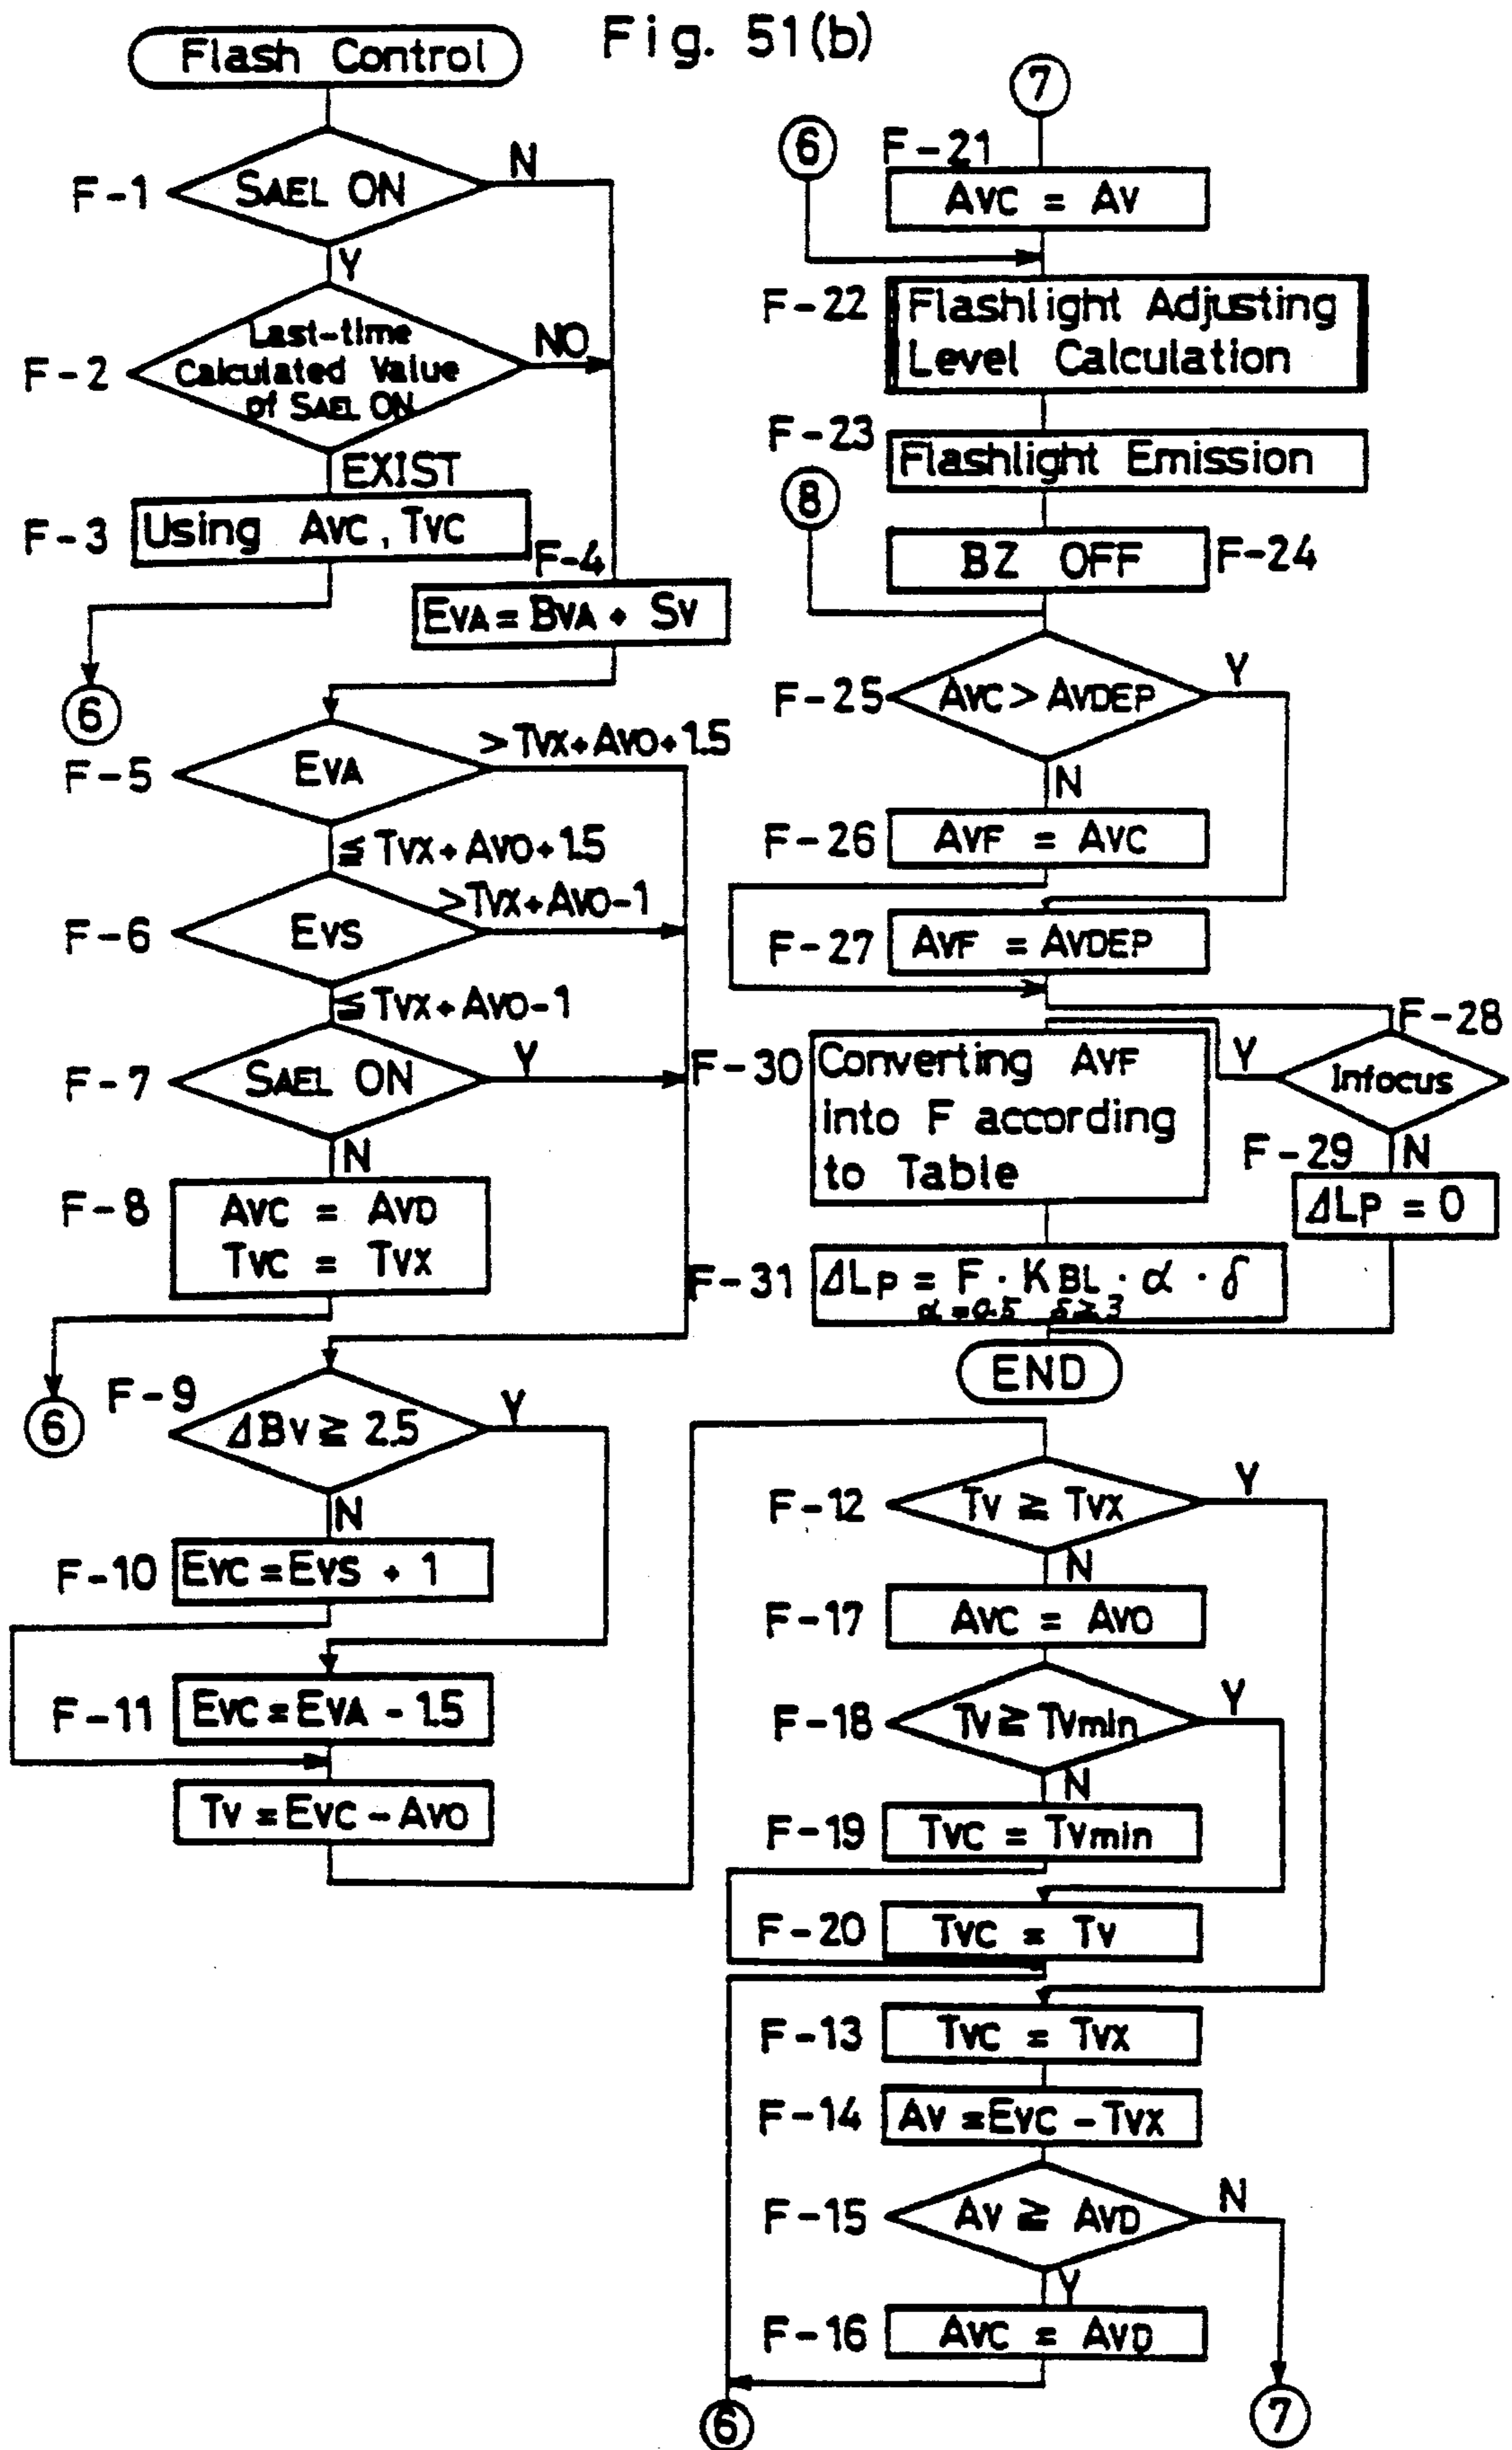 Fig. 51(b)
Flash Control
F-1
SAEL ON
N
Y
F-2
Last-time
Calculated Value
of SAEL ON
NO
EXIST
F-3
Using AVC, TVC
F-4
EVA = BVA + SV
6
F-5
EVA
> TVX + AVO + 1.5
≦ TVX + AVO + 1.5
F-6
EVS
> TVX + AVO - 1
≦ TVX + AVO - 1
F-7
SAEL ON
Y
N
F-8
AVC = AVD
TVC = TVX
6
F-9
ΔBV ≧ 2.5
Y
N
F-10
EVC = EVS + 1
F-11
EVC = EVA - 1.5
TV = EVC - AVO
7
6
F-21
AVC = AV
F-22
Flashlight Adjusting
Level Calculation
F-23
Flashlight Emission
8
BZ OFF
F-24
F-25
AVC > AVDEP
Y
N
F-26
AVF = AVC
F-27
AVF = AVDEP
F-28
Infocus
Y
N
F-29
ΔLP = 0
F-30
Converting AVF
into F according
to Table
F-31
ΔLP = F · KBL · α · δ
α = 0.5 δ ≥ 3
END
F-12
TV ≧ TVX
Y
N
F-17
AVC = AVO
F-18
TV ≧ TVmin
Y
N
F-19
TVC = TVmin
F-20
TVC = TV
F-13
TVC = TVX
F-14
AV = EVC - TVX
F-15
AV ≧ AVD
N
Y
F-16
AVC = AVD
6
7